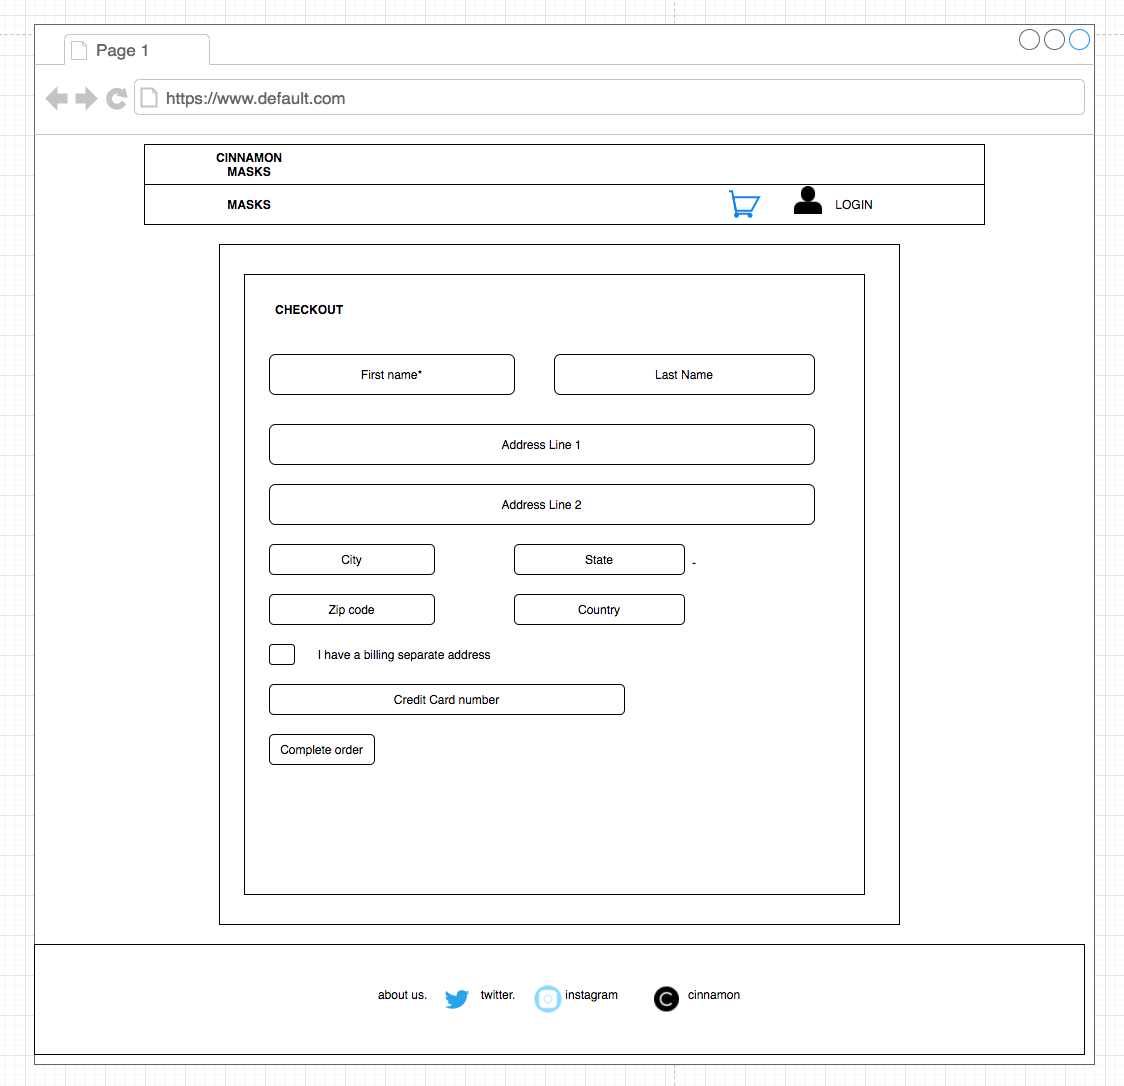 Page 1
https://www.default.com
CINNAMON
MASKS
MASKS
LOGIN
CHECKOUT
First name*
Last Name
Address Line 1
Address Line 2
City
State
-
Zip code
Country
I have a billing separate address
Credit Card number
Complete order
about us.
twitter.
instagram
C
cinnamon